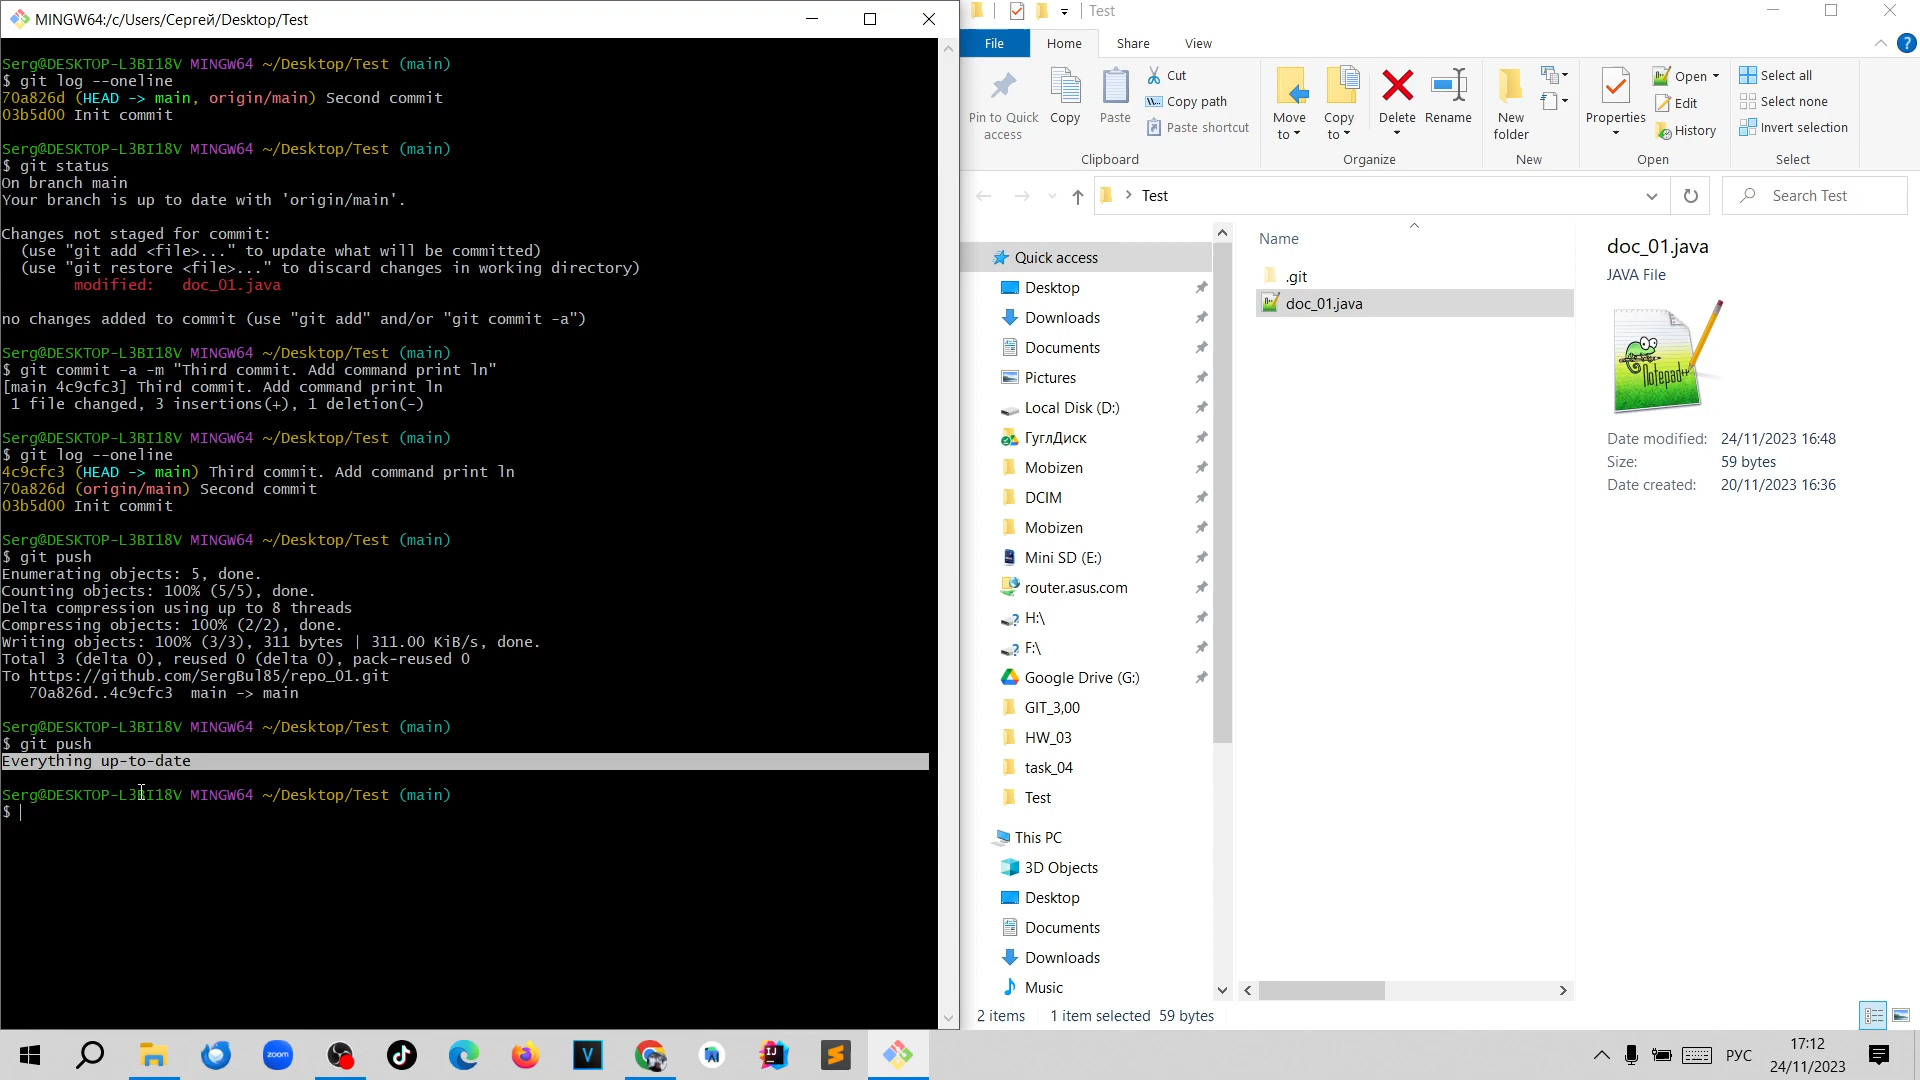 MINGW64:/c/Users/Сергей/Desktop/Test
Serg@DESKTOP-L3BI18V MINGW64 ~/Desktop/Test (main)
$ git log --oneline
70a826d (HEAD -> main, origin/main) Second commit
03b5d00 Init commit
Serg@DESKTOP-L3BI18V MINGW64 ~/Desktop/Test (main)
$ git status
On branch main
Your branch is up to date with 'origin/main'.
Changes not staged for commit:
  (use "git add <file>..." to update what will be committed)
  (use "git restore <file>..." to discard changes in working directory)
        modified:   doc_01.java
no changes added to commit (use "git add" and/or "git commit -a")
Serg@DESKTOP-L3BI18V MINGW64 ~/Desktop/Test (main)
$ git commit -a -m "Third commit. Add command print ln"
[main 4c9cfc3] Third commit. Add command print ln
 1 file changed, 3 insertions(+), 1 deletion(-)
Serg@DESKTOP-L3BI18V MINGW64 ~/Desktop/Test (main)
$ git log --oneline
4c9cfc3 (HEAD -> main) Third commit. Add command print ln
70a826d (origin/main) Second commit
03b5d00 Init commit
Serg@DESKTOP-L3BI18V MINGW64 ~/Desktop/Test (main)
$ git push
Enumerating objects: 5, done.
Counting objects: 100% (5/5), done.
Delta compression using up to 8 threads
Compressing objects: 100% (2/2), done.
Writing objects: 100% (3/3), 311 bytes | 311.00 KiB/s, done.
Total 3 (delta 0), reused 0 (delta 0), pack-reused 0
To https://github.com/SergBul85/repo_01.git
   70a826d..4c9cfc3  main -> main
Serg@DESKTOP-L3BI18V MINGW64 ~/Desktop/Test (main)
$ git push
Everything up-to-date
Serg@DESKTOP-L3BI18V MINGW64 ~/Desktop/Test (main)
$
Test
File Home Share View
Pin to Quick access
Copy
Paste
Cut
Copy path
Paste shortcut
Clipboard
Move to
Copy to
Delete
Rename
Organize
New folder
New
Properties
Open
Edit
History
Open
Select all
Select none
Invert selection
Select
Test
Search Test
Quick access
Desktop
Downloads
Documents
Pictures
Local Disk (D:)
ГуглДиск
Mobizen
DCIM
Mobizen
Mini SD (E:)
router.asus.com
H:\
F:\
Google Drive (G:)
GIT_3,00
HW_03
task_04
Test
This PC
3D Objects
Desktop
Documents
Downloads
Music
Name
.git
doc_01.java
doc_01.java
JAVA File
Notepad++
Date modified: 24/11/2023 16:48
Size: 59 bytes
Date created: 20/11/2023 16:36
2 items 1 item selected 59 bytes
zoom
V
IJ
РУС
17:12
24/11/2023